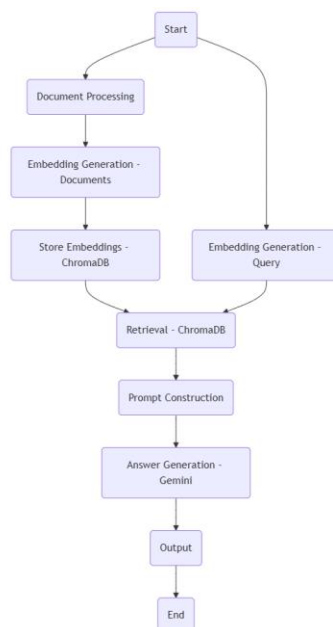 Start
Document Processing
Embedding Generation -
Documents
Store Embeddings -
ChromaDB
Embedding Generation -
Query
Retrieval - ChromaDB
Prompt Construction
Answer Generation -
Gemini
Output
End